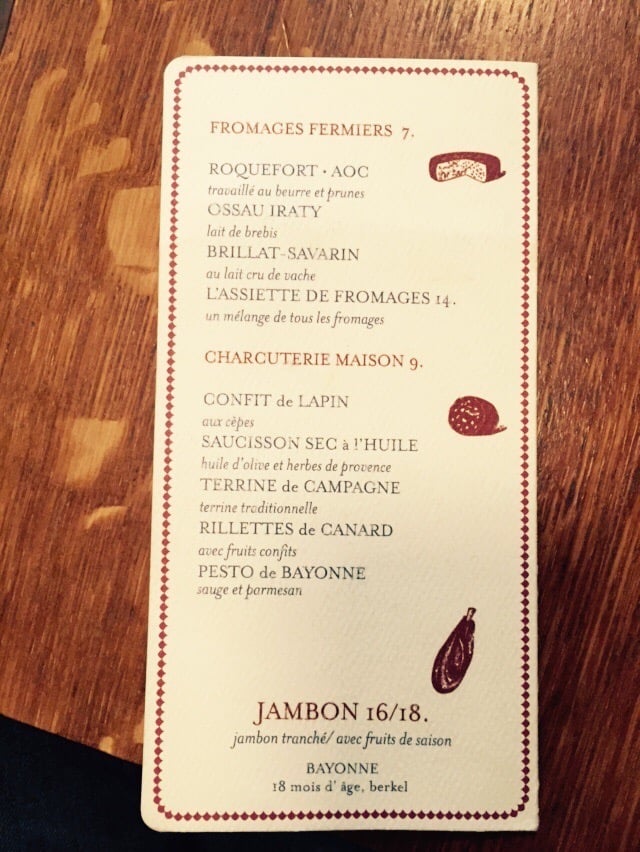 FROMAGES FERMIERS 7.
ROQUEFORT · AOC
travaillé au beurre et prunes
OSSAU IRATY
lait de brebis
BRILLAT-SAVARIN
au lait cru de vache
L'ASSIETTE DE FROMAGES 14.
un mélange de tous les fromages
CHARCUTERIE MAISON 9.
CONFIT de LAPIN
aux cèpes
SAUCISSON SEC à l'HUILE
huile d'olive et herbes de provence
TERRINE de CAMPAGNE
terrine traditionnelle
RILLETTES de CANARD
avec fruits confits
PESTO de BAYONNE
sauge et parmesan
JAMBON 16/18.
jambon tranché/ avec fruits de saison
BAYONNE
18 mois d' âge, berkel